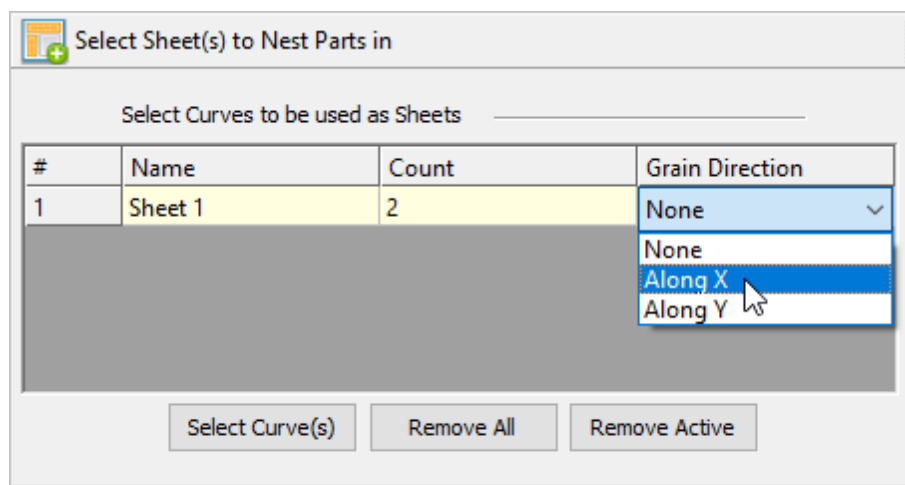 Select Sheet(s) to Nest Parts in
Select Curves to be used as Sheets
# Name Count Grain Direction
1 Sheet 1 2 None
None
Along X
Along Y
Select Curve(s) Remove All Remove Active